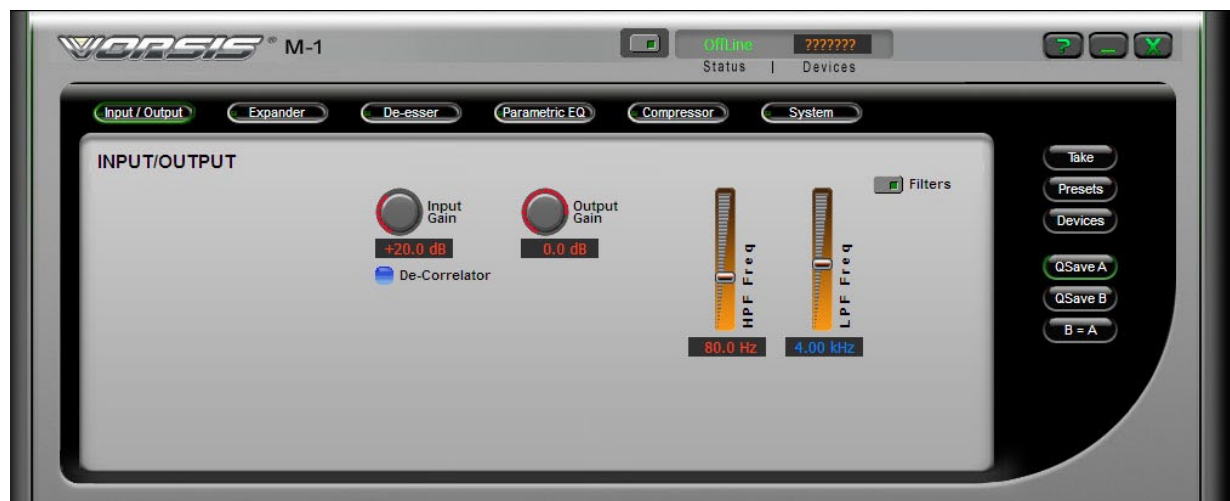 VORSIS® M-1
OffLine ???????
Status | Devices
? _ X
Input / Output Expander De-esser Parametric EQ Compressor System
INPUT/OUTPUT
Input Gain
+20.0 dB
De-Correlator
Output Gain
0.0 dB
HPF Freq
80.0 Hz
LPF Freq
4.00 kHz
Filters
Take
Presets
Devices
QSave A
QSave B
B = A